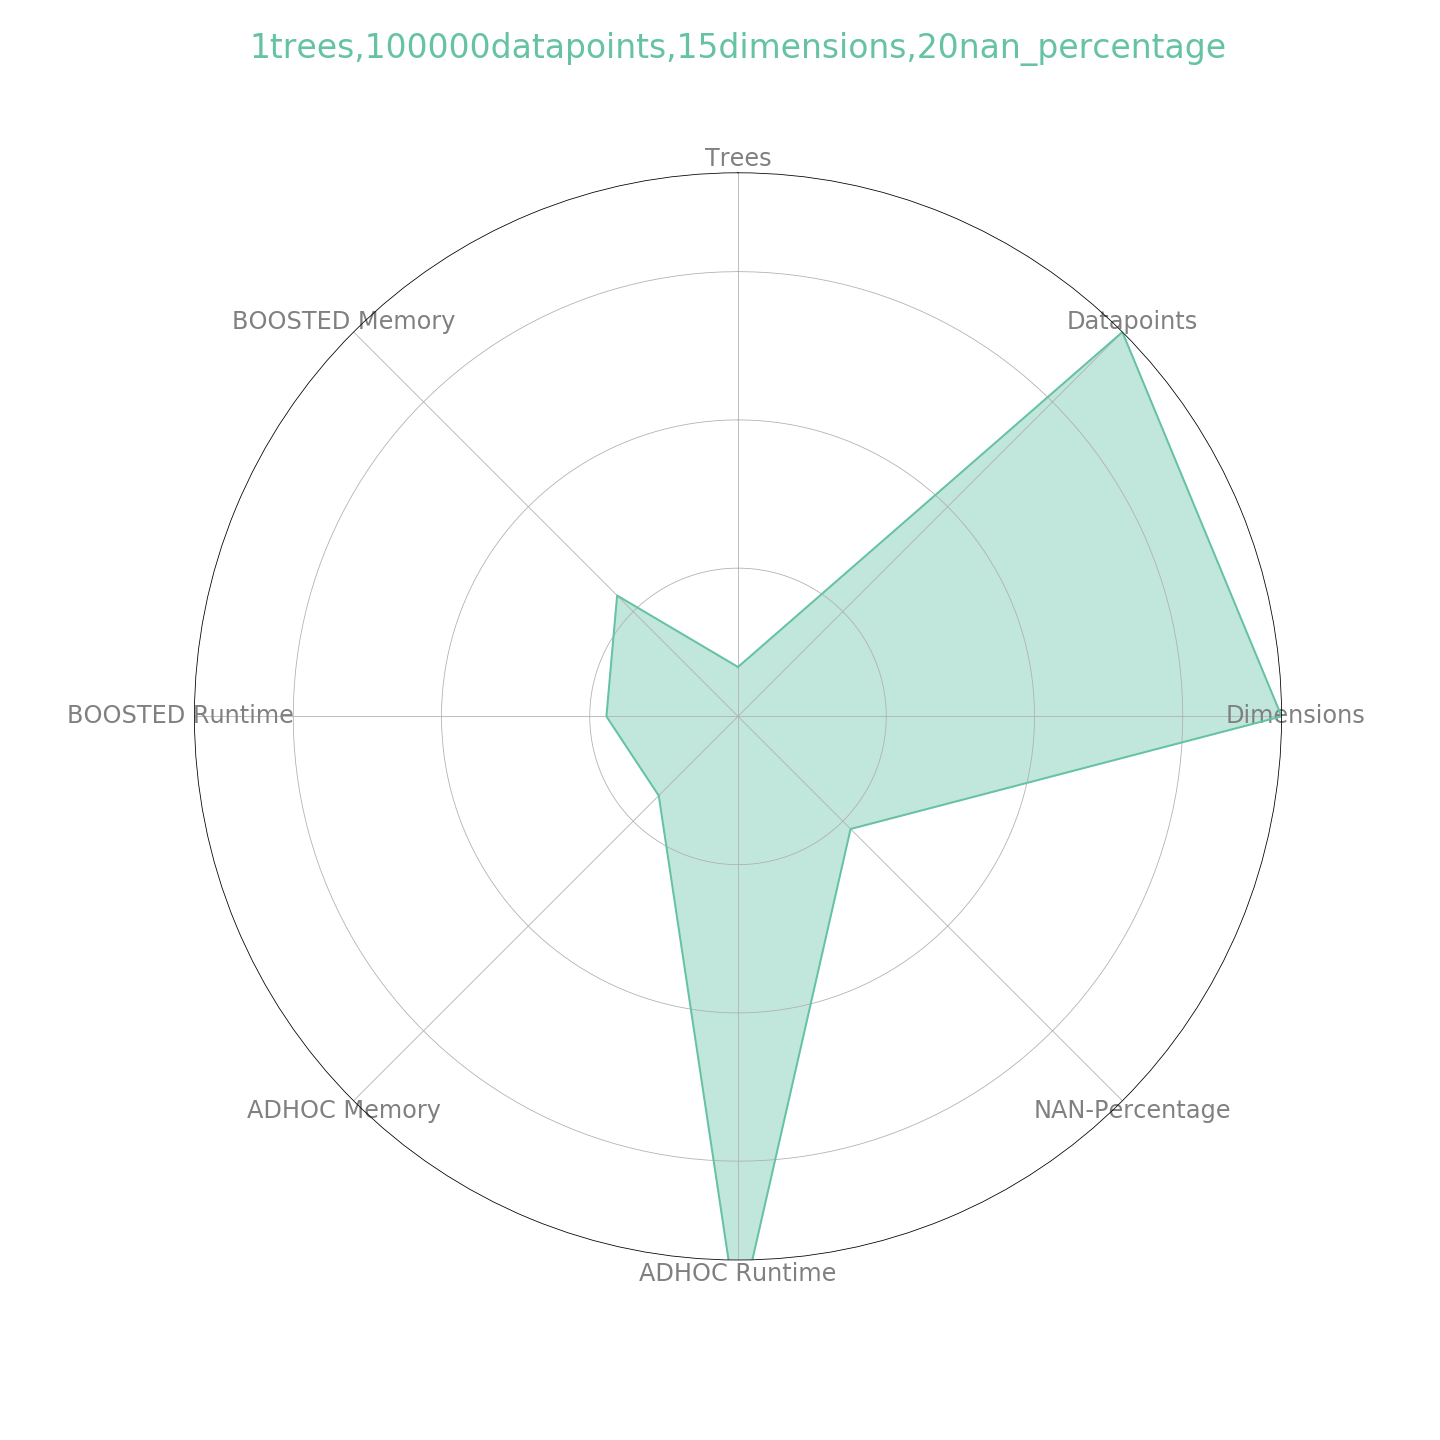 1trees,100000datapoints,15dimensions,20nan_percentage
Trees
BOOSTED Memory
Datapoints
BOOSTED Runtime
Dimensions
ADHOC Memory
NAN-Percentage
ADHOC Runtime